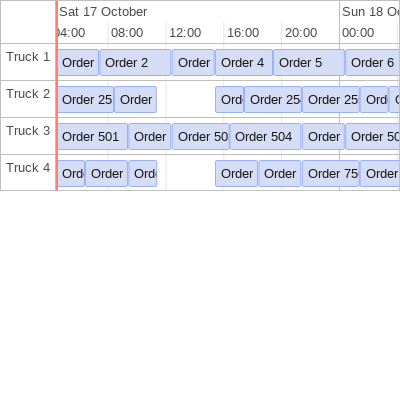 Sat 17 October Sun 18 O
04:00 08:00 12:00 16:00 20:00 00:00
Truck 1 Order Order 2 Order Order 4 Order 5 Order 6
Truck 2 Order 25 Order Ord Order 25 Order 25 Ord
Truck 3 Order 501 Order Order 50 Order 504 Order Order 50
Truck 4 Ord Order Ord Order Order Order 75 Order